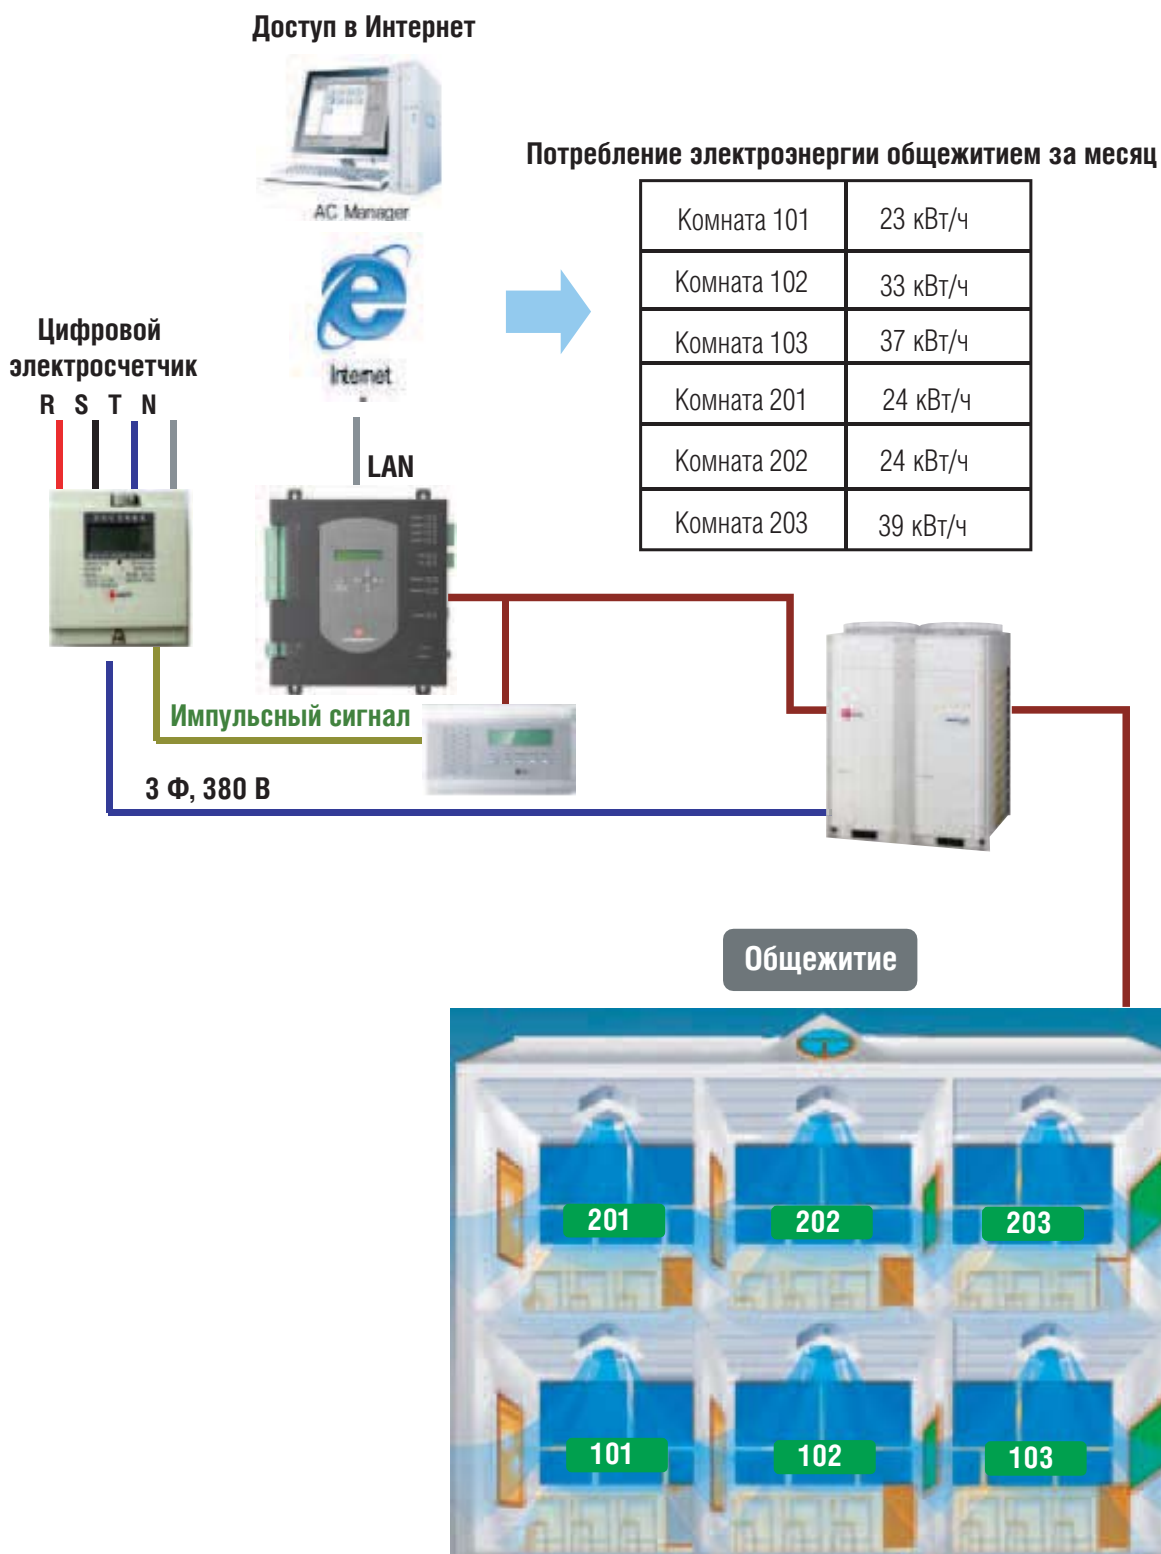 Доступ в Интернет
AC Manager
Internet
Потребление электроэнергии общежитием за месяц
Комната 101 23 кВт/ч
Комната 102 33 кВт/ч
Комната 103 37 кВт/ч
Комната 201 24 кВт/ч
Комната 202 24 кВт/ч
Комната 203 39 кВт/ч
Цифровой
электросчетчик
R S T N
LAN
Импульсный сигнал
3 Ф, 380 В
Общежитие
201 202 203
101 102 103